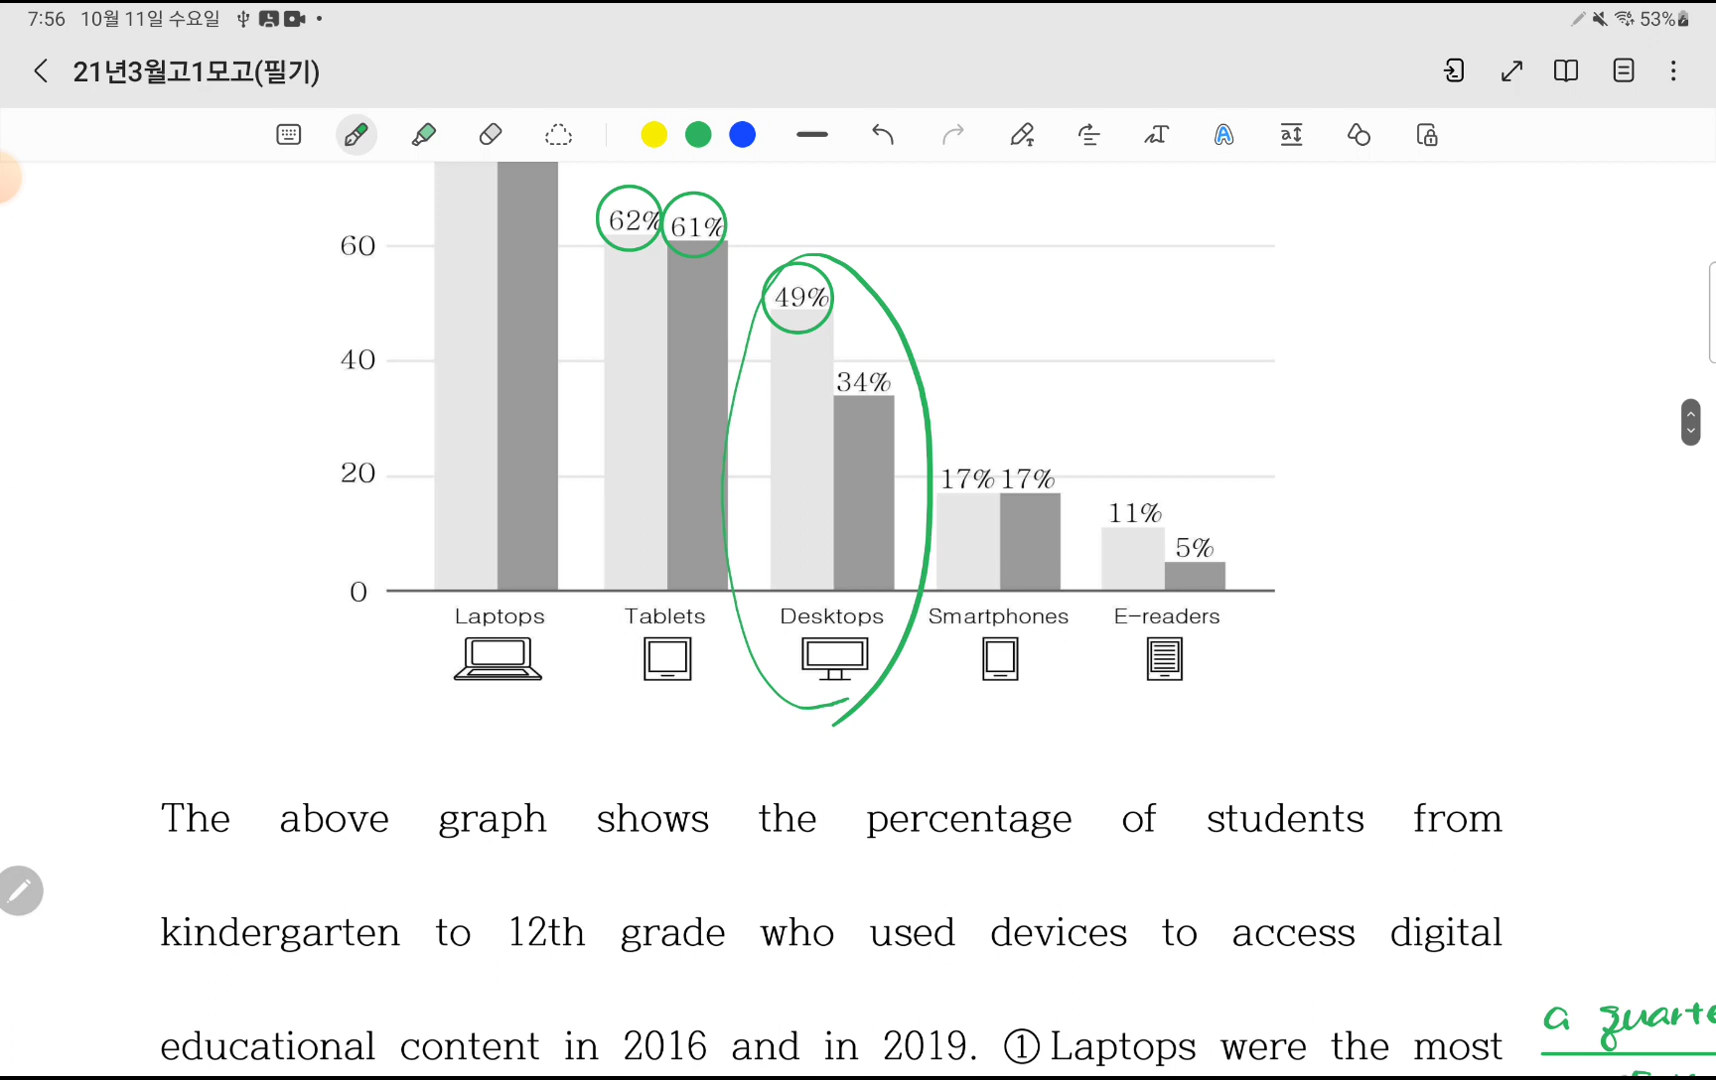 7:56 10월 11일 수요일
53%
21년3월고1모고(필기)
62% 61%
60
49%
40
34%
20
17% 17%
11%
5%
0
Laptops Tablets Desktops Smartphones E-readers
The above graph shows the percentage of students from
kindergarten to 12th grade who used devices to access digital
educational content in 2016 and in 2019. ① Laptops were the most
a